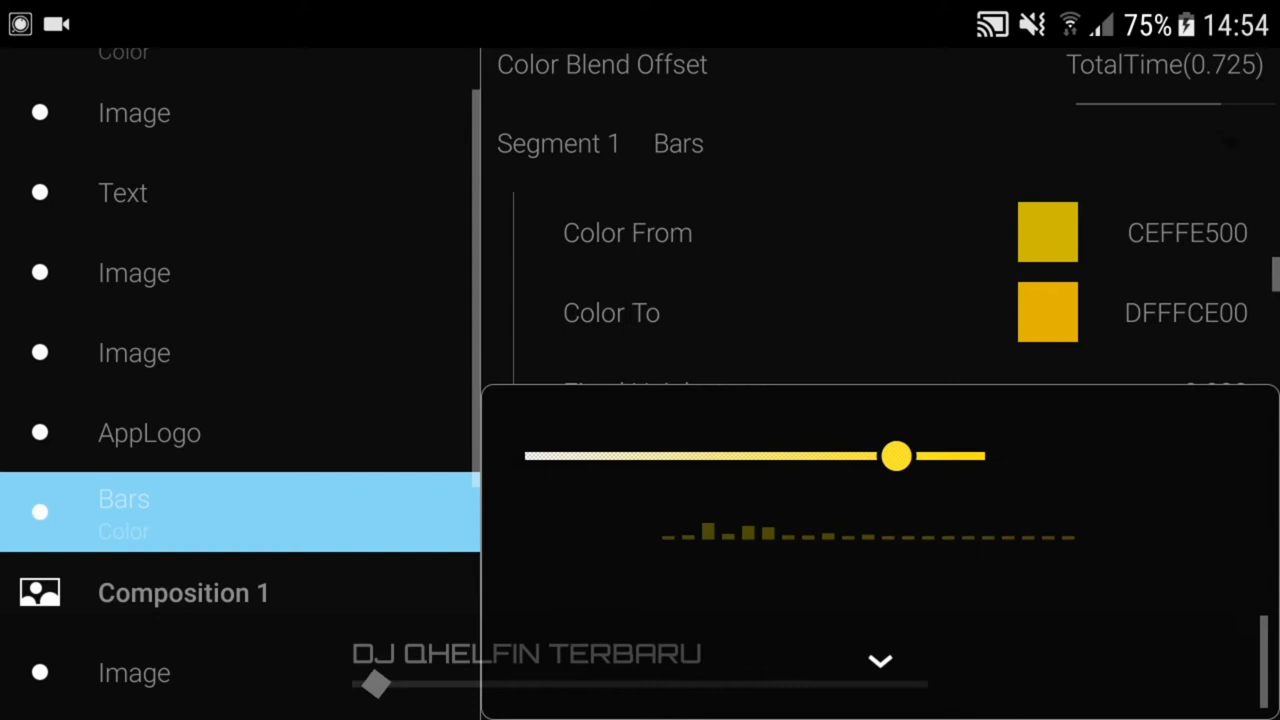 75% 14:54
Color
Image
Text
Image
Image
AppLogo
Bars
Color
Composition 1
Image
Color Blend Offset TotalTime(0.725)
Segment 1 Bars
Color From CEFFE500
Color To DFFFCE00
DJ QHELFIN TERBARU